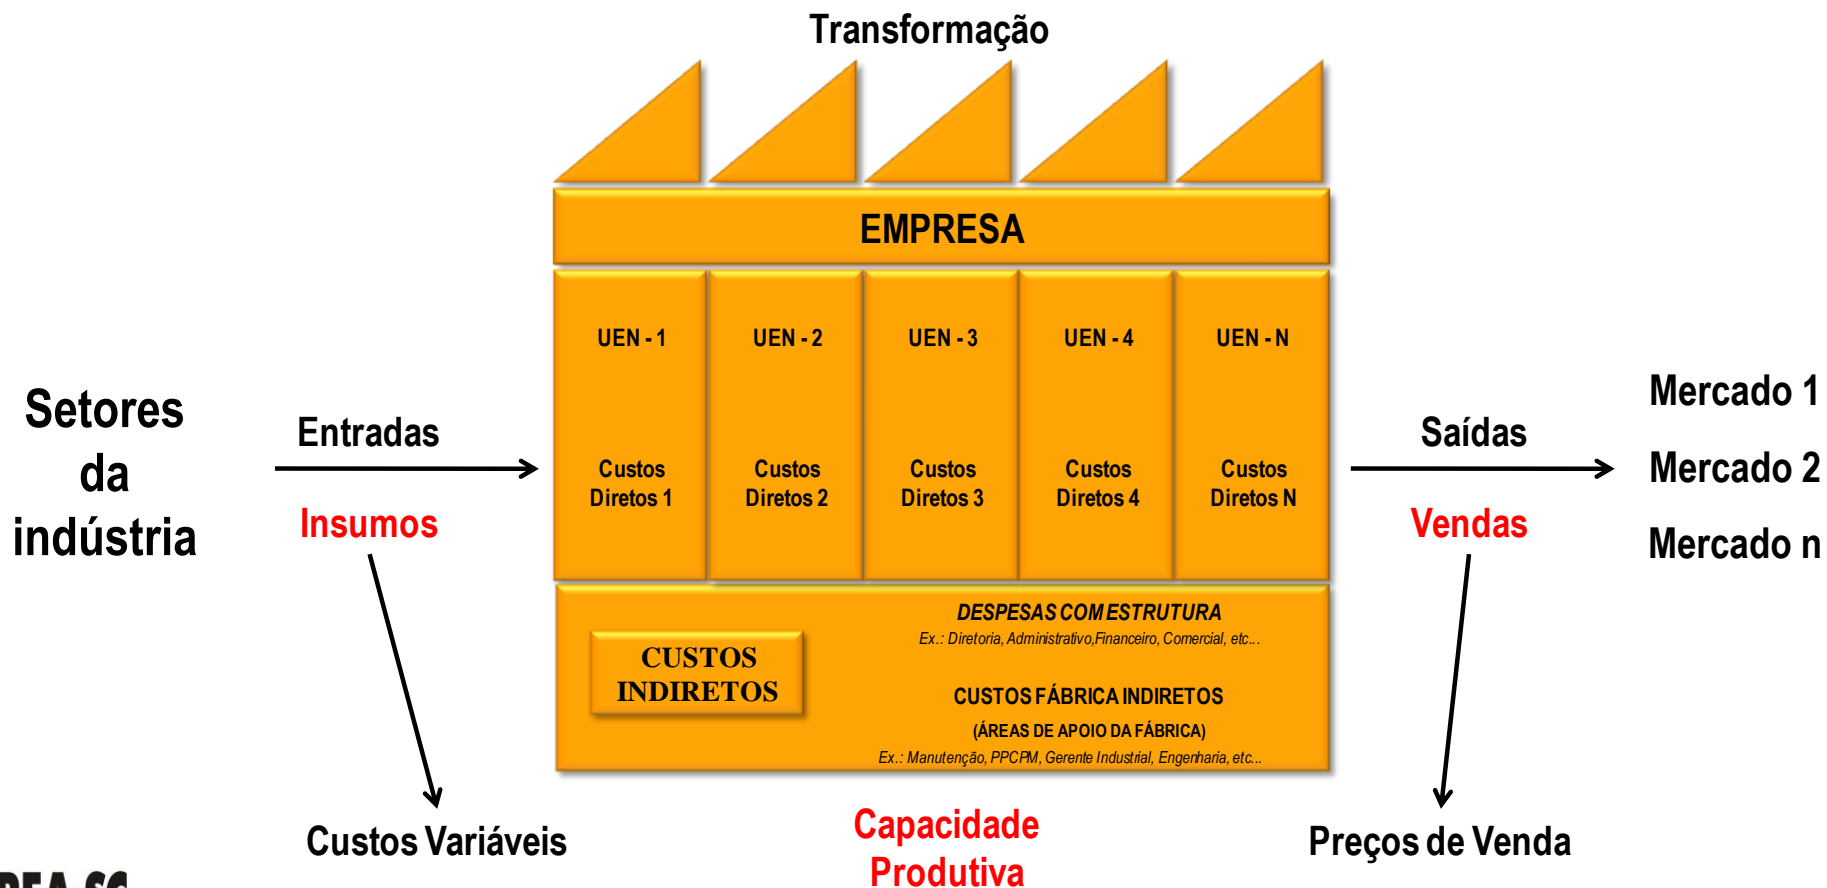 Transformação
EMPRESA
UEN - 1
UEN - 2
UEN - 3
UEN - 4
UEN - N
Custos
Diretos 1
Custos
Diretos 2
Custos
Diretos 3
Custos
Diretos 4
Custos
Diretos N
Setores
da
indústria
Entradas
Insumos
Saídas
Vendas
Mercado 1
Mercado 2
Mercado n
CUSTOS
INDIRETOS
DESPESAS COM ESTRUTURA
Ex.: Diretoria, Administrativo,Financeiro, Comercial, etc...
CUSTOS FÁBRICA INDIRETOS
(ÁREAS DE APOIO DA FÁBRICA)
Ex.: Manutenção, PPCPM, Gerente Industrial, Engenharia, etc...
Custos Variáveis
Capacidade
Produtiva
Preços de Venda